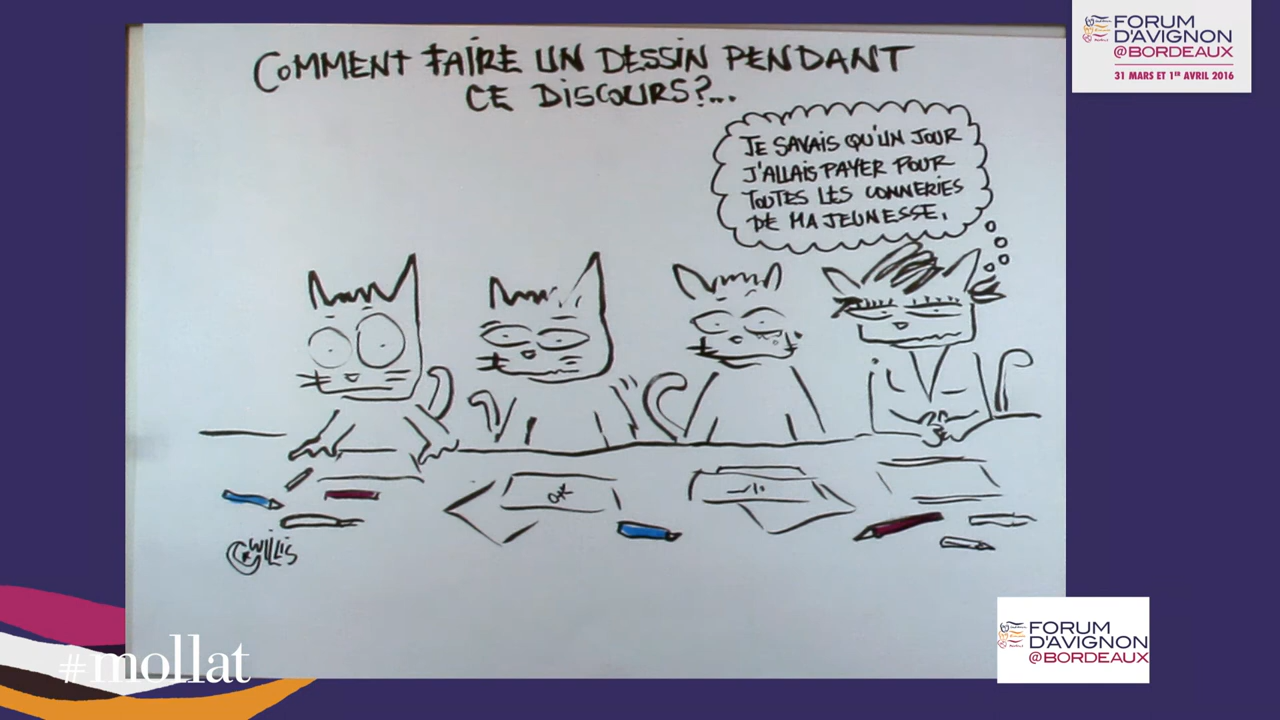 COMMENT FAIRE UN DESSIN PENDANT
CE DISCOURS?...
JE SAVAIS QU'UN JOUR
J'ALLAIS PAYER POUR
TOUTES LES CONNERIES
DE MA JEUNESSE.
WILLIS
FORUM
D'AVIGNON
@BORDEAUX
31 MARS ET 1ER AVRIL 2016
#mollat
FORUM
D'AVIGNON
@BORDEAUX